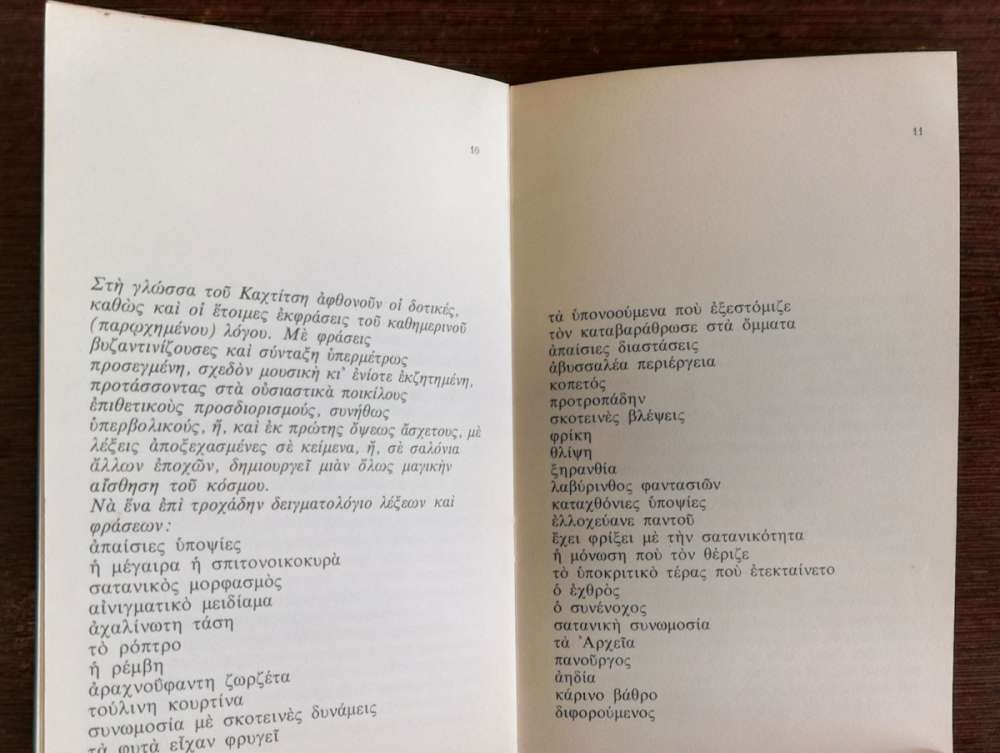 10
Στὴ γλώσσα τοῦ Καχτίτση ἀφθονοῦν οἱ δοτικές,
καθὼς καὶ οἱ ἕτοιμες ἐκφράσεις τοῦ καθημερινοῦ
(παρῳχημένου) λόγου. Μὲ φράσεις
βυζαντινίζουσες καὶ σύνταξη ὑπερμέτρως
προσεγμένη, σχεδὸν μουσικὴ κι' ἐνίοτε ἐκζητημένη,
προτάσσοντας στὰ οὐσιαστικὰ ποικίλους
ἐπιθετικοὺς προσδιορισμούς, συνήθως
ὑπερβολικούς, ἤ, καὶ ἐκ πρώτης ὄψεως ἄσχετους, μὲ
λέξεις ἀποξεχασμένες σὲ κείμενα, ἤ, σὲ σαλόνια
ἄλλων ἐποχῶν, δημιουργεῖ μιὰν ὅλως μαγικὴν
αἴσθηση τοῦ κόσμου.
Νὰ ἕνα ἐπὶ τροχάδην δειγματολόγιο λέξεων καὶ
φράσεων:
ἀπαίσιες ὑποψίες
ἡ μέγαιρα ἡ σπιτονοικοκυρὰ
σατανικὸς μορφασμὸς
αἰνιγματικὸ μειδίαμα
ἀχαλίνωτη τάση
τὸ ρόπτρο
ἡ ρέμβη
ἀραχνοΰφαντη ζωρζέτα
τούλινη κουρτίνα
συνωμοσία μὲ σκοτεινὲς δυνάμεις
τὰ φυτὰ εἶχαν φρυγεῖ
11
τὰ ὑπονοούμενα ποὺ ἐξεστόμιζε
τὸν καταβαράθρωσε στὰ ὄμματα
ἀπαίσιες διαστάσεις
ἀβυσσαλέα περιέργεια
κοπετός
προτροπάδην
σκοτεινὲς βλέψεις
φρίκη
θλίψη
ξηρανθία
λαβύρινθος φαντασιῶν
καταχθόνιες ὑποψίες
ἐλλοχεύανε παντοῦ
ἔχει φρίξει μὲ τὴν σατανικότητα
ἡ μόνωση ποὺ τὸν θέριζε
τὸ ὑποκριτικὸ τέρας ποὺ ἐτεκταίνετο
ὁ ἐχθρὸς
ὁ συνένοχος
σατανικὴ συνωμοσία
τὰ Ἀρχεῖα
πανοῦργος
ἀηδία
κάρινο βάθρο
διφορούμενος